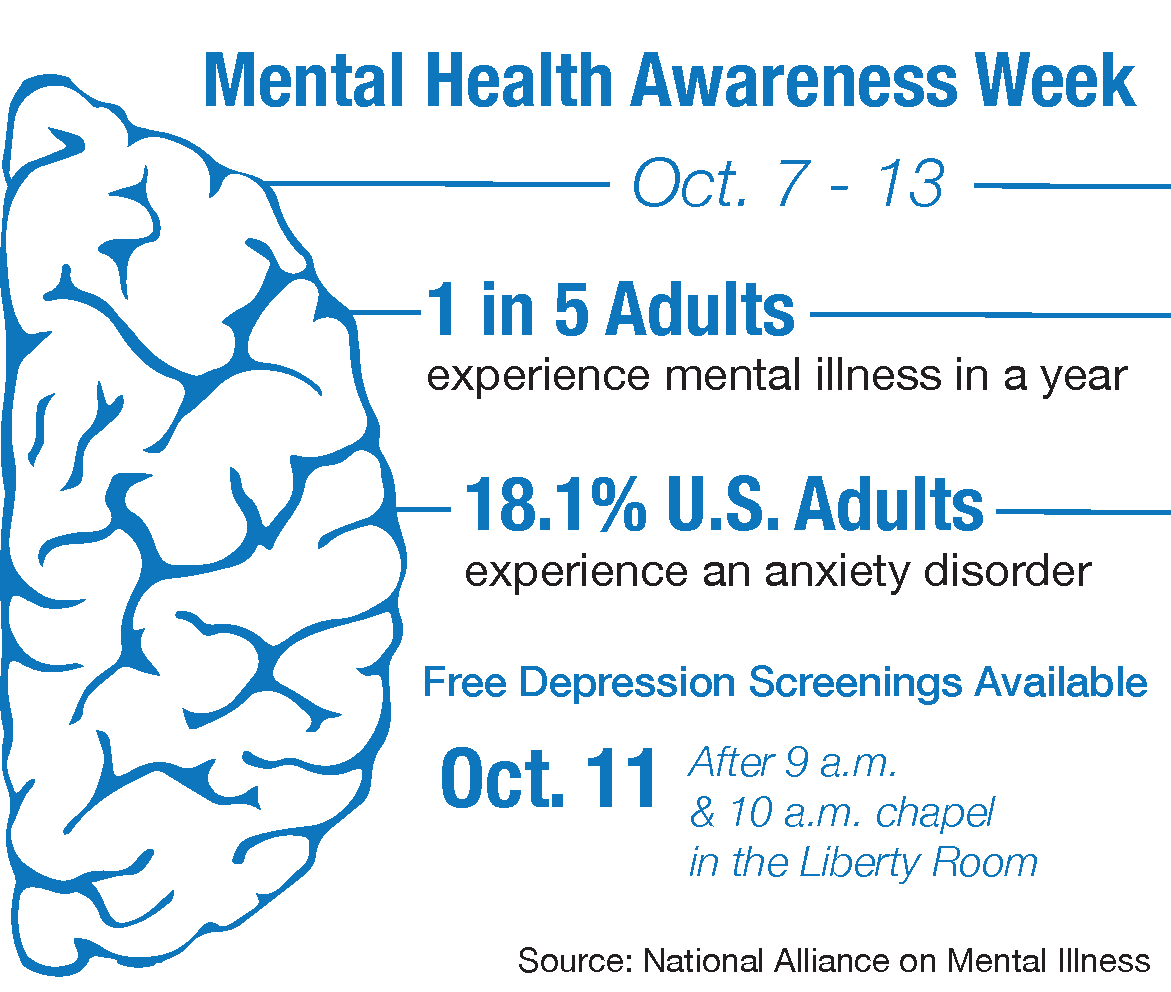 Mental Health Awareness Week
Oct. 7 - 13
1 in 5 Adults
experience mental illness in a year
18.1% U.S. Adults
experience an anxiety disorder
Free Depression Screenings Available
Oct. 11
After 9 a.m.
& 10 a.m. chapel
in the Liberty Room
Source: National Alliance on Mental Illness